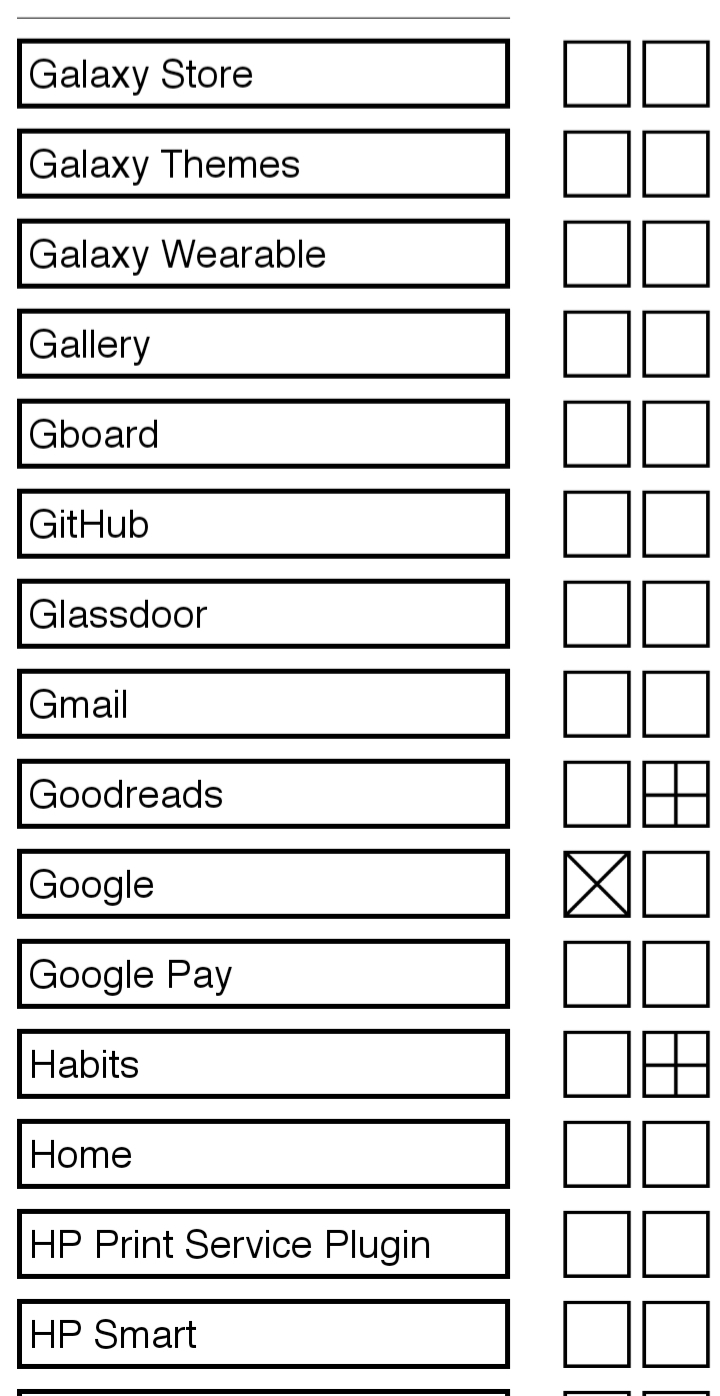 Galaxy Store
Galaxy Themes
Galaxy Wearable
Gallery
Gboard
GitHub
Glassdoor
Gmail
Goodreads
Google
Google Pay
Habits
Home
HP Print Service Plugin
HP Smart